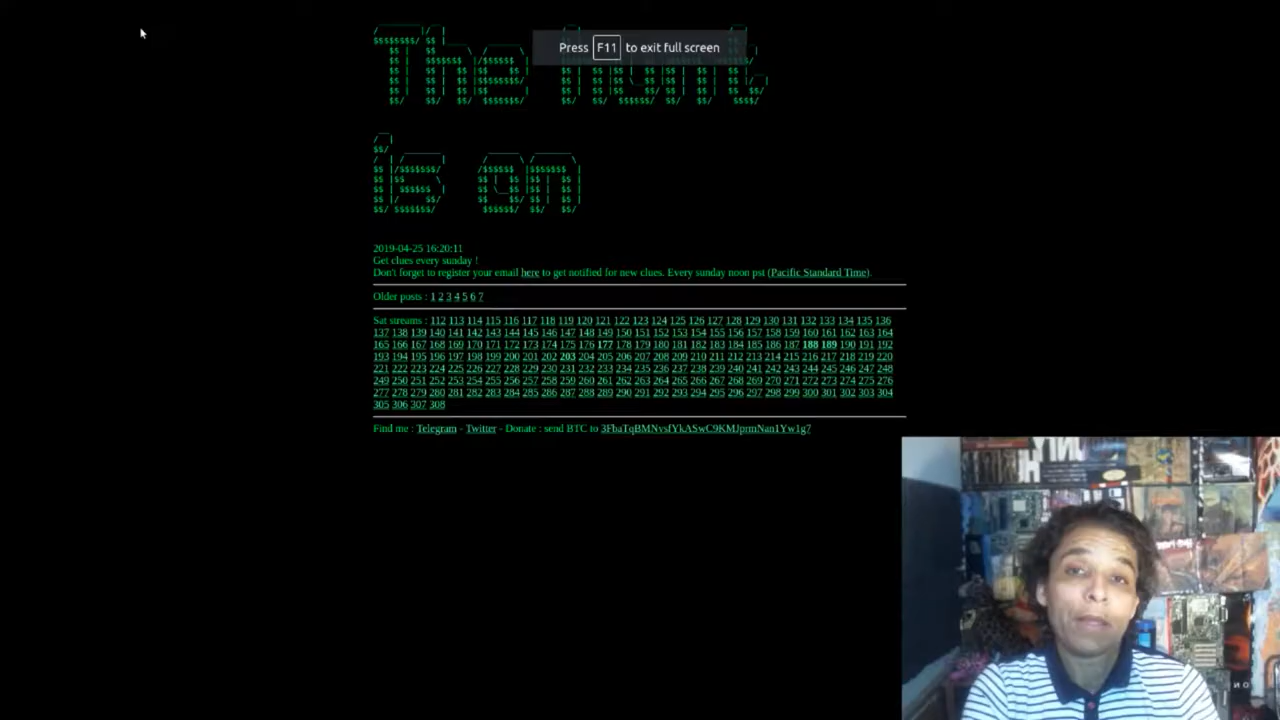 The hunt
is on
Press F11 to exit full screen
2019-04-25 16:20:11
Get clues every sunday !
Don't forget to register your email here to get notified for new clues. Every sunday noon pst (Pacific Standard Time).
Older posts : 1 2 3 4 5 6 7
Sat streams : 112 113 114 115 116 117 118 119 120 121 122 123 124 125 126 127 128 129 130 131 132 133 134 135 136
137 138 139 140 141 142 143 144 145 146 147 148 149 150 151 152 153 154 155 156 157 158 159 160 161 162 163 164
165 166 167 168 169 170 171 172 173 174 175 176 177 178 179 180 181 182 183 184 185 186 187 188 189 190 191 192
193 194 195 196 197 198 199 200 201 202 203 204 205 206 207 208 209 210 211 212 213 214 215 216 217 218 219 220
221 222 223 224 225 226 227 228 229 230 231 232 233 234 235 236 237 238 239 240 241 242 243 244 245 246 247 248
249 250 251 252 253 254 255 256 257 258 259 260 261 262 263 264 265 266 267 268 269 270 271 272 273 274 275 276
277 278 279 280 281 282 283 284 285 286 287 288 289 290 291 292 293 294 295 296 297 298 299 300 301 302 303 304
305 306 307 308
Find me : Telegram - Twitter - Donate : send BTC to 3FbaTqBMNvsfYkASwC9KMJprmNan1Yw1g7